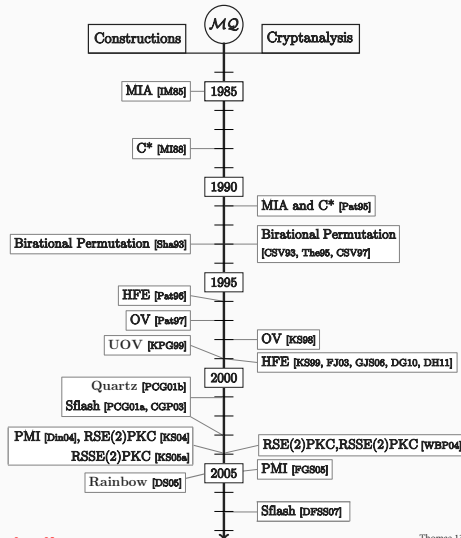 MQ
Constructions
Cryptanalysis
MIA [IM85]
1985
C* [MI88]
1990
MIA and C* [Pat95]
Birational Permutation [Sha93]
Birational Permutation
[CSV93, The95, CSV97]
1995
HFE [Pat96]
OV [Pat97]
OV [KS98]
UOV [KPG99]
HFE [KS99, FJ03, GJS06, DG10, DH11]
2000
Quartz [PCG01b]
Sflash [PCG01a, CGP03]
PMI [Din04], RSE(2)PKC [KS04]
RSSE(2)PKC [KS05a]
RSE(2)PKC,RSSE(2)PKC [WBP04]
2005
PMI [FGS05]
Rainbow [DS05]
Sflash [DFSS07]